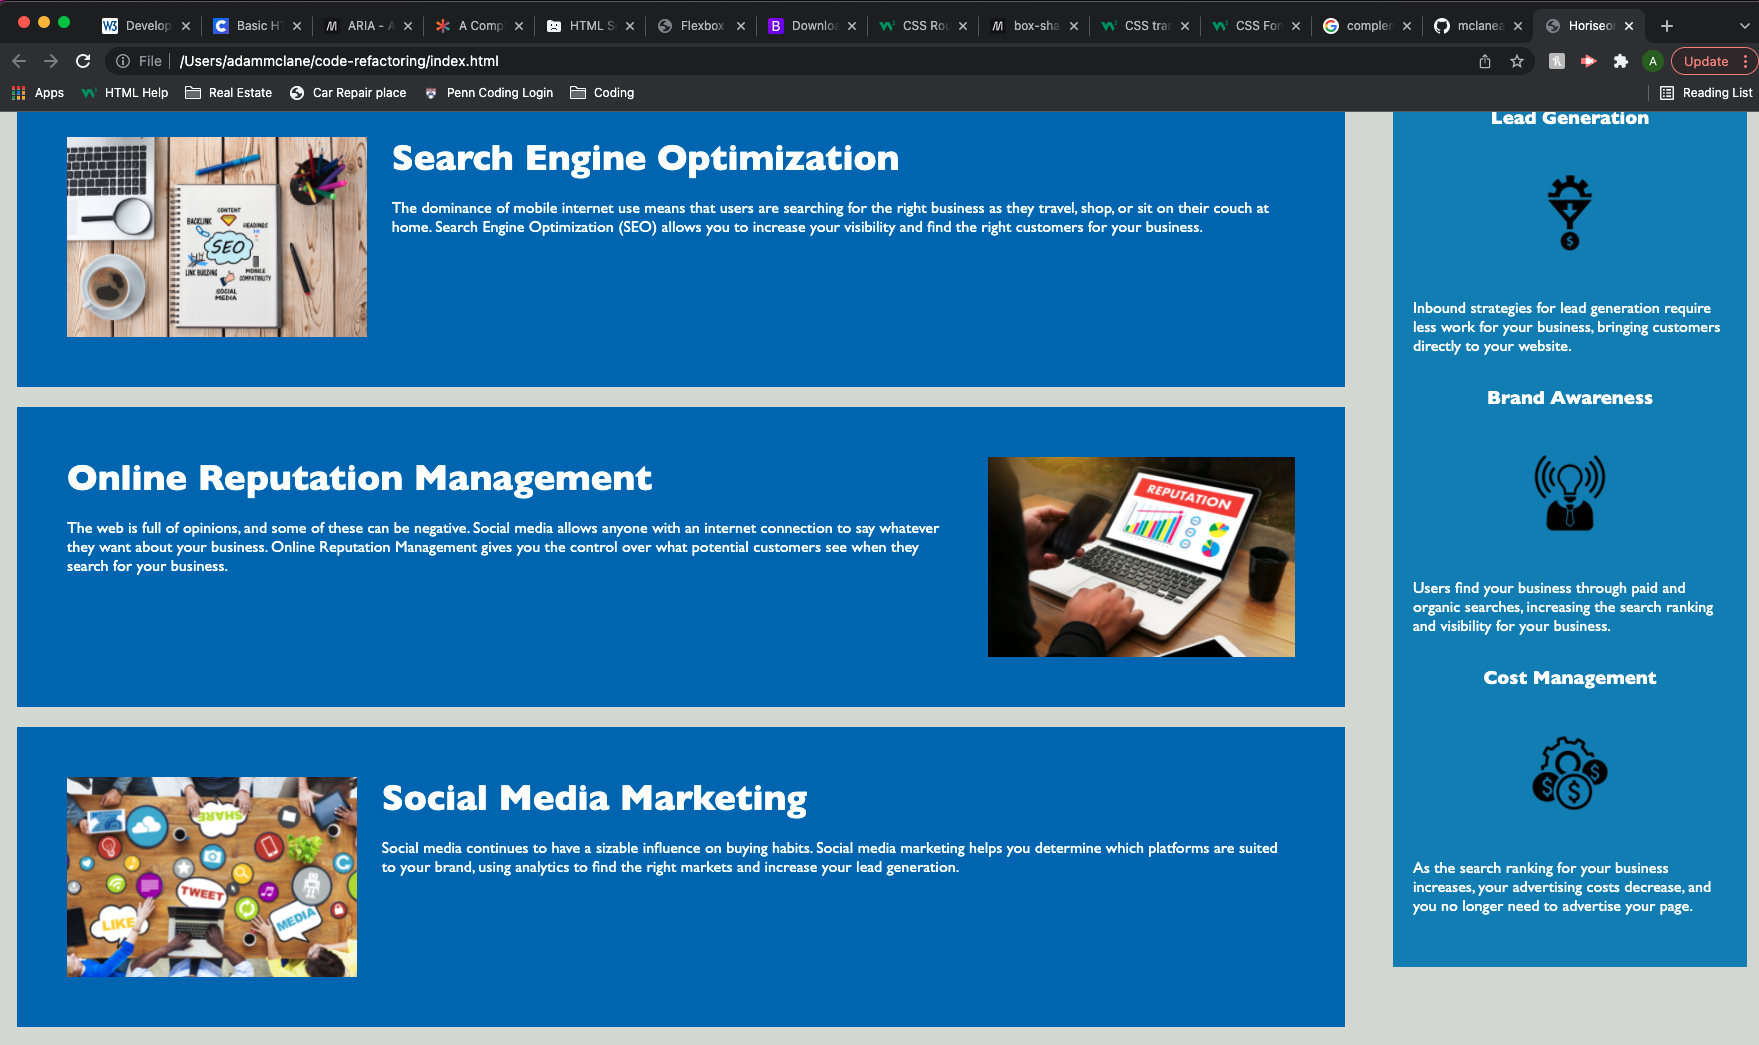 Develop
Basic H
ARIA - A
A Comp
HTML S
Flexbox
Downloa
CSS Rou
box-sha
CSS tran
CSS Fon
complem
mclanea
Horiseon
File
/Users/adammclane/code-refactoring/index.html
A
Update
Apps
HTML Help
Real Estate
Car Repair place
Penn Coding Login
Coding
Reading List
CONTENT
BACKLINK
HEADINGS
SEO
LINK BUILDING
MOBILE
COMPATIBILITY
SOCIAL
MEDIA
Search Engine Optimization
The dominance of mobile internet use means that users are searching for the right business as they travel, shop, or sit on their couch at
home. Search Engine Optimization (SEO) allows you to increase your visibility and find the right customers for your business.
Online Reputation Management
The web is full of opinions, and some of these can be negative. Social media allows anyone with an internet connection to say whatever
they want about your business. Online Reputation Management gives you the control over what potential customers see when they
search for your business.
REPUTATION
SHARE
TWEET
LIKE
MEDIA
Social Media Marketing
Social media continues to have a sizable influence on buying habits. Social media marketing helps you determine which platforms are suited
to your brand, using analytics to find the right markets and increase your lead generation.
Lead Generation
Inbound strategies for lead generation require
less work for your business, bringing customers
directly to your website.
Brand Awareness
Users find your business through paid and
organic searches, increasing the search ranking
and visibility for your business.
Cost Management
As the search ranking for your business
increases, your advertising costs decrease, and
you no longer need to advertise your page.